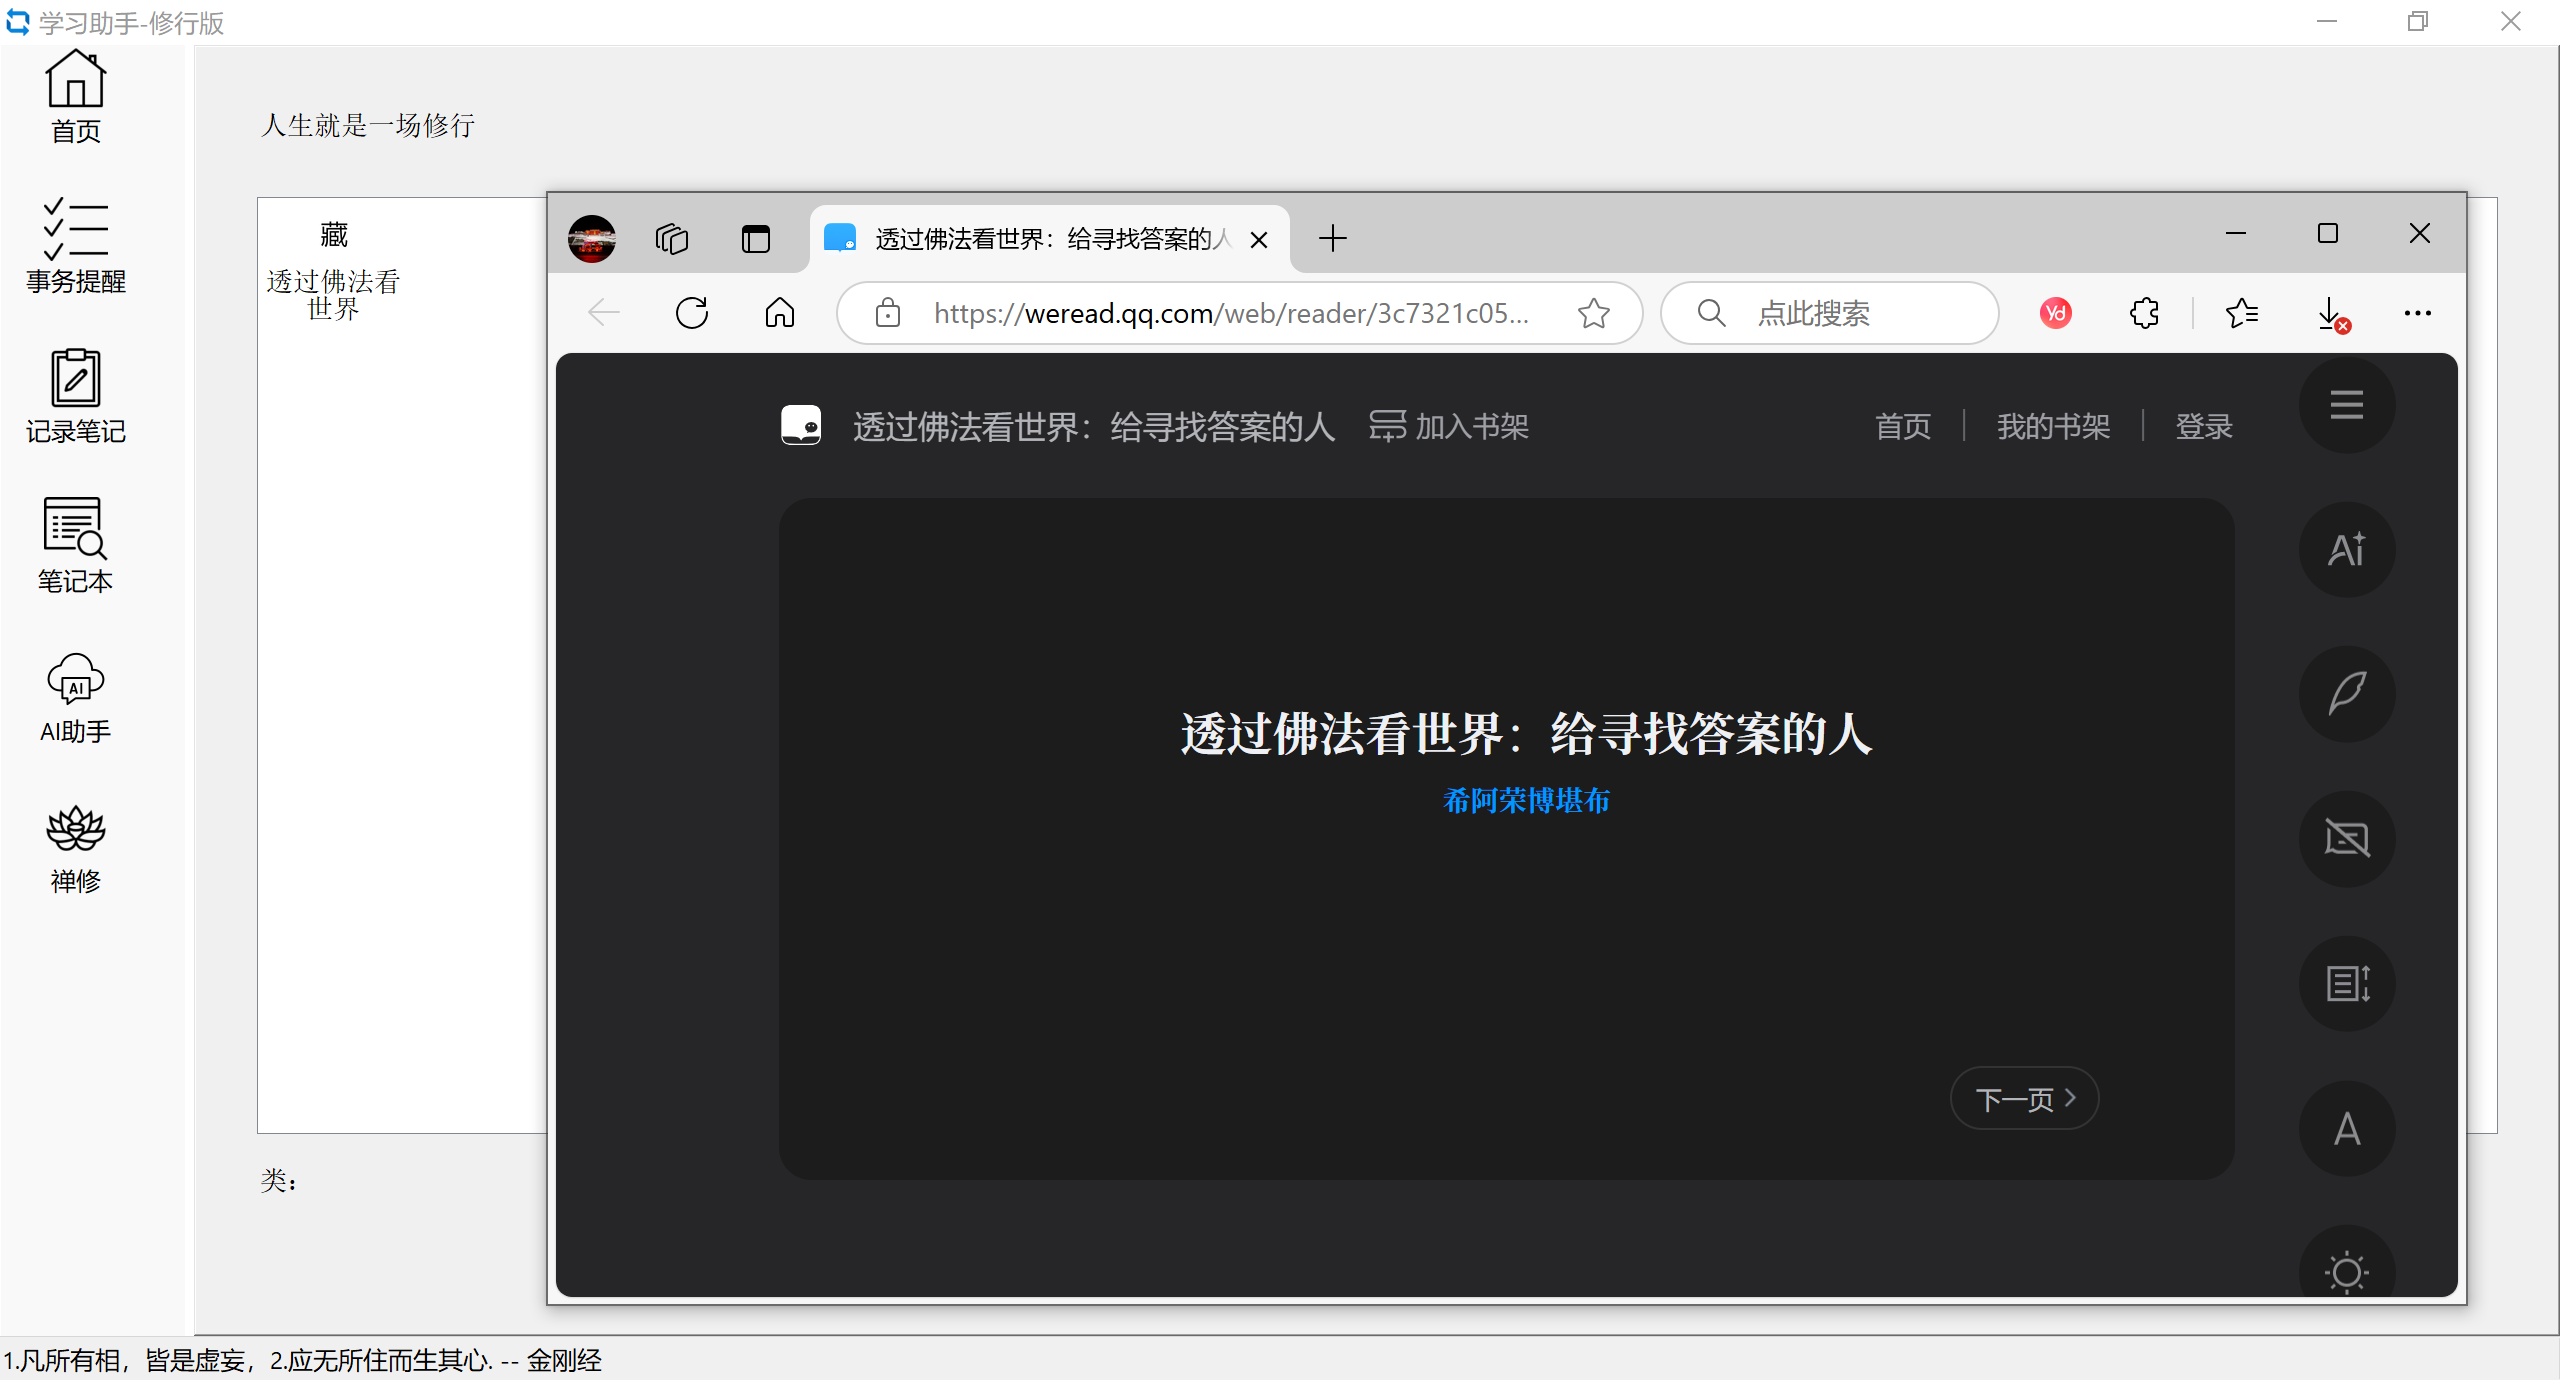 学习助手-修行版
首页
事务提醒
记录笔记
笔记本
AI
AI助手
禅修
人生就是一场修行
藏
透过佛法看
世界
类：
透过佛法看世界：给寻找答案的人
https://weread.qq.com/web/reader/3c7321c05...
点此搜索
Yd
透过佛法看世界：给寻找答案的人
加入书架
首页
我的书架
登录
Ai
A
透过佛法看世界：给寻找答案的人
希阿荣博堪布
下一页
1.凡所有相，皆是虚妄，2.应无所住而生其心. -- 金刚经